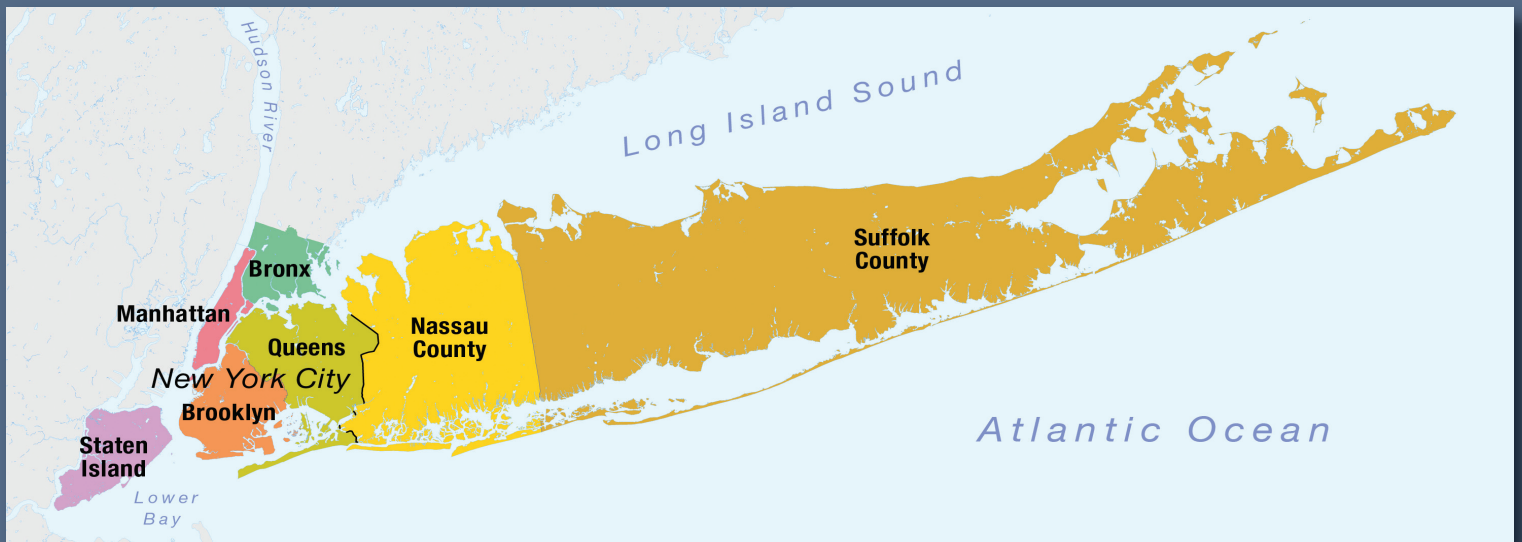 Hudson River
Long Island Sound
Suffolk
County
Bronx
Manhattan
Nassau
County
Queens
New York City
Brooklyn
Staten
Island
Atlantic Ocean
Lower
Bay